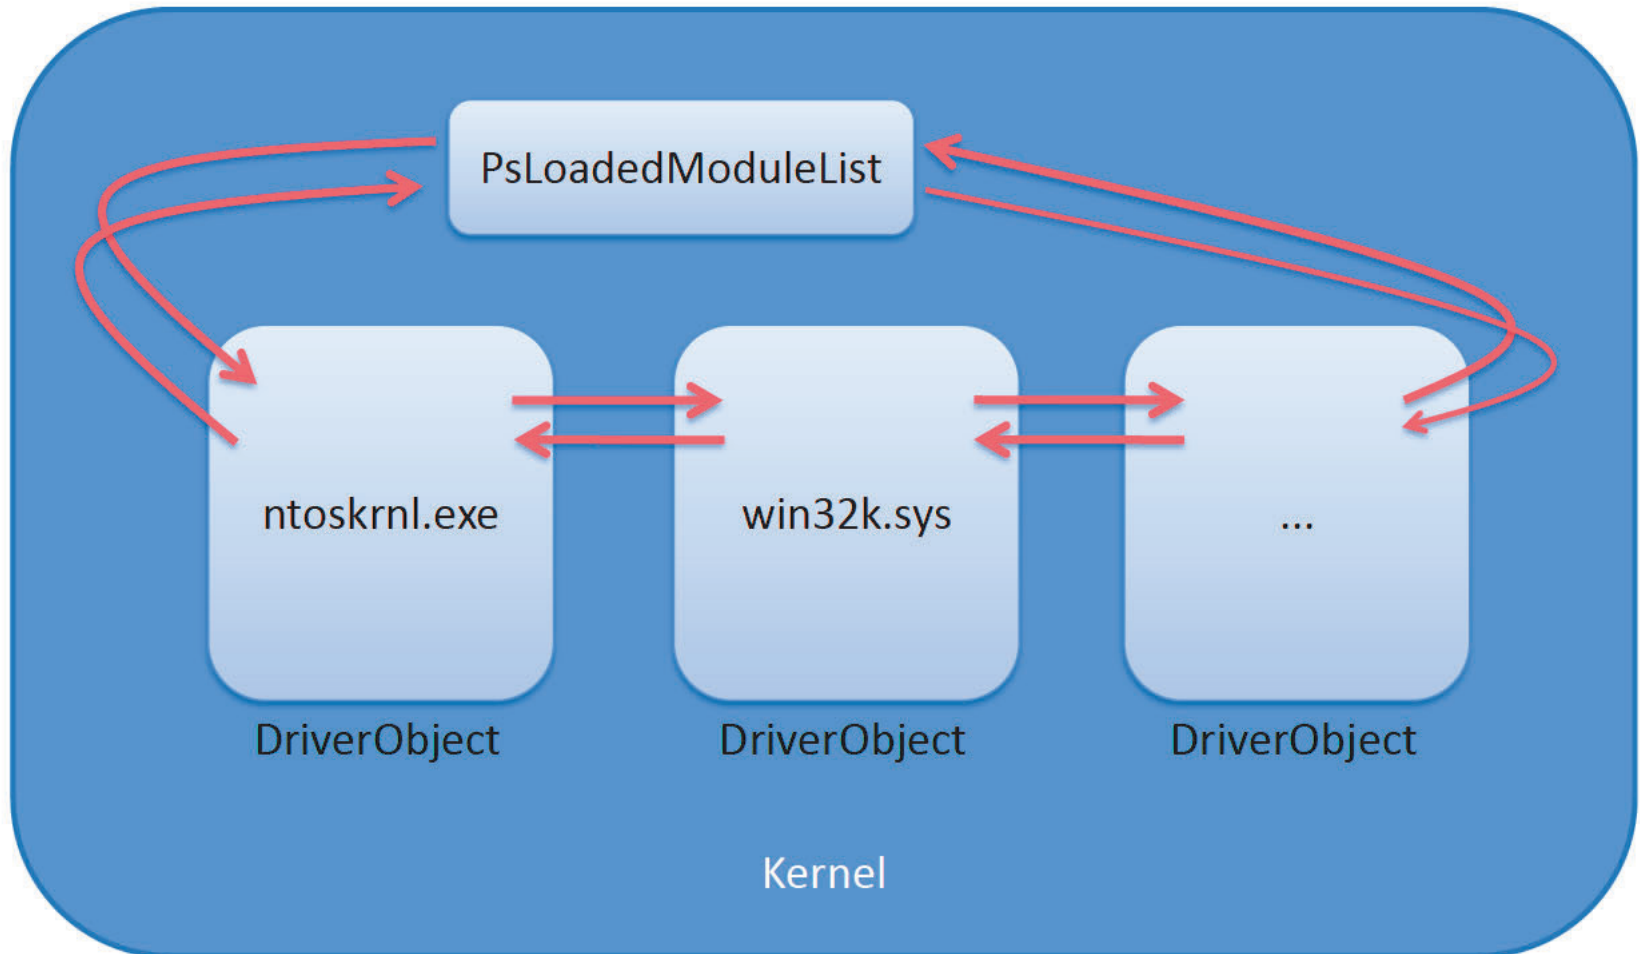 PsLoadedModuleList
ntoskrnl.exe
win32k.sys
...
DriverObject
DriverObject
DriverObject
Kernel